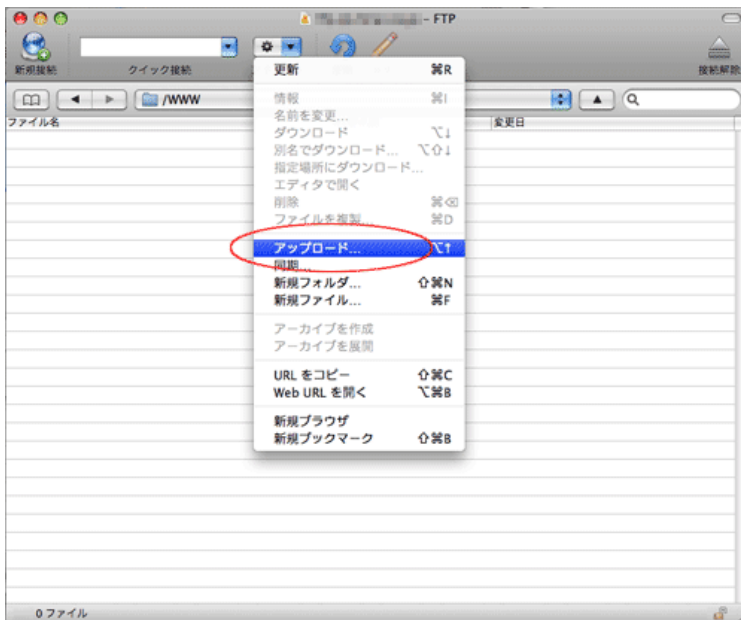 – FTP
新規接続
クイック接続
接続解除
/WWW
ファイル名
変更日
更新 ⌘R
情報 ⌘I
名前を変更...
ダウンロード ⌥↓
別名でダウンロード... ⌥⇧↓
指定場所にダウンロード...
エディタで開く
削除 ⌘⌫
ファイルを複製... ⌘D
アップロード... ⌥↑
同期...
新規フォルダ... ⇧⌘N
新規ファイル... ⌘F
アーカイブを作成
アーカイブを展開
URL をコピー ⇧⌘C
Web URL を開く ⌥⌘B
新規ブラウザ
新規ブックマーク ⇧⌘B
0 ファイル